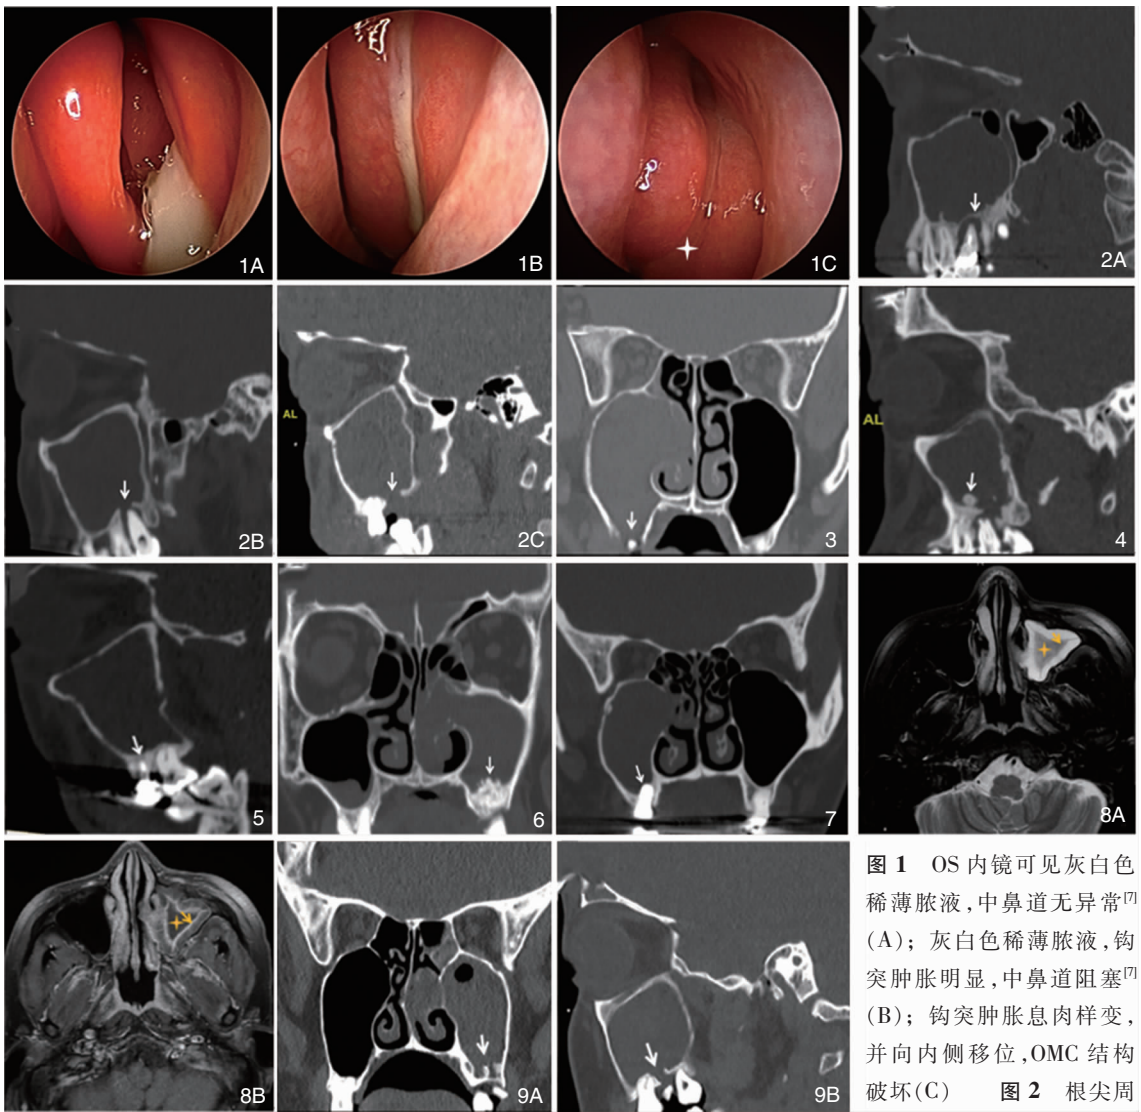 1A
1B
1C
2A
2B
AL
2C
3
AL
4
5
6
7
8A
8B
9A
9B
图 1 OS 内镜可见灰白色
稀薄脓液,中鼻道无异常[7]
(A); 灰白色稀薄脓液,钩
突肿胀明显,中鼻道阻塞[7]
(B); 钩突肿胀息肉样变,
并向内侧移位,OMC 结构
破坏(C) 图 2 根尖周